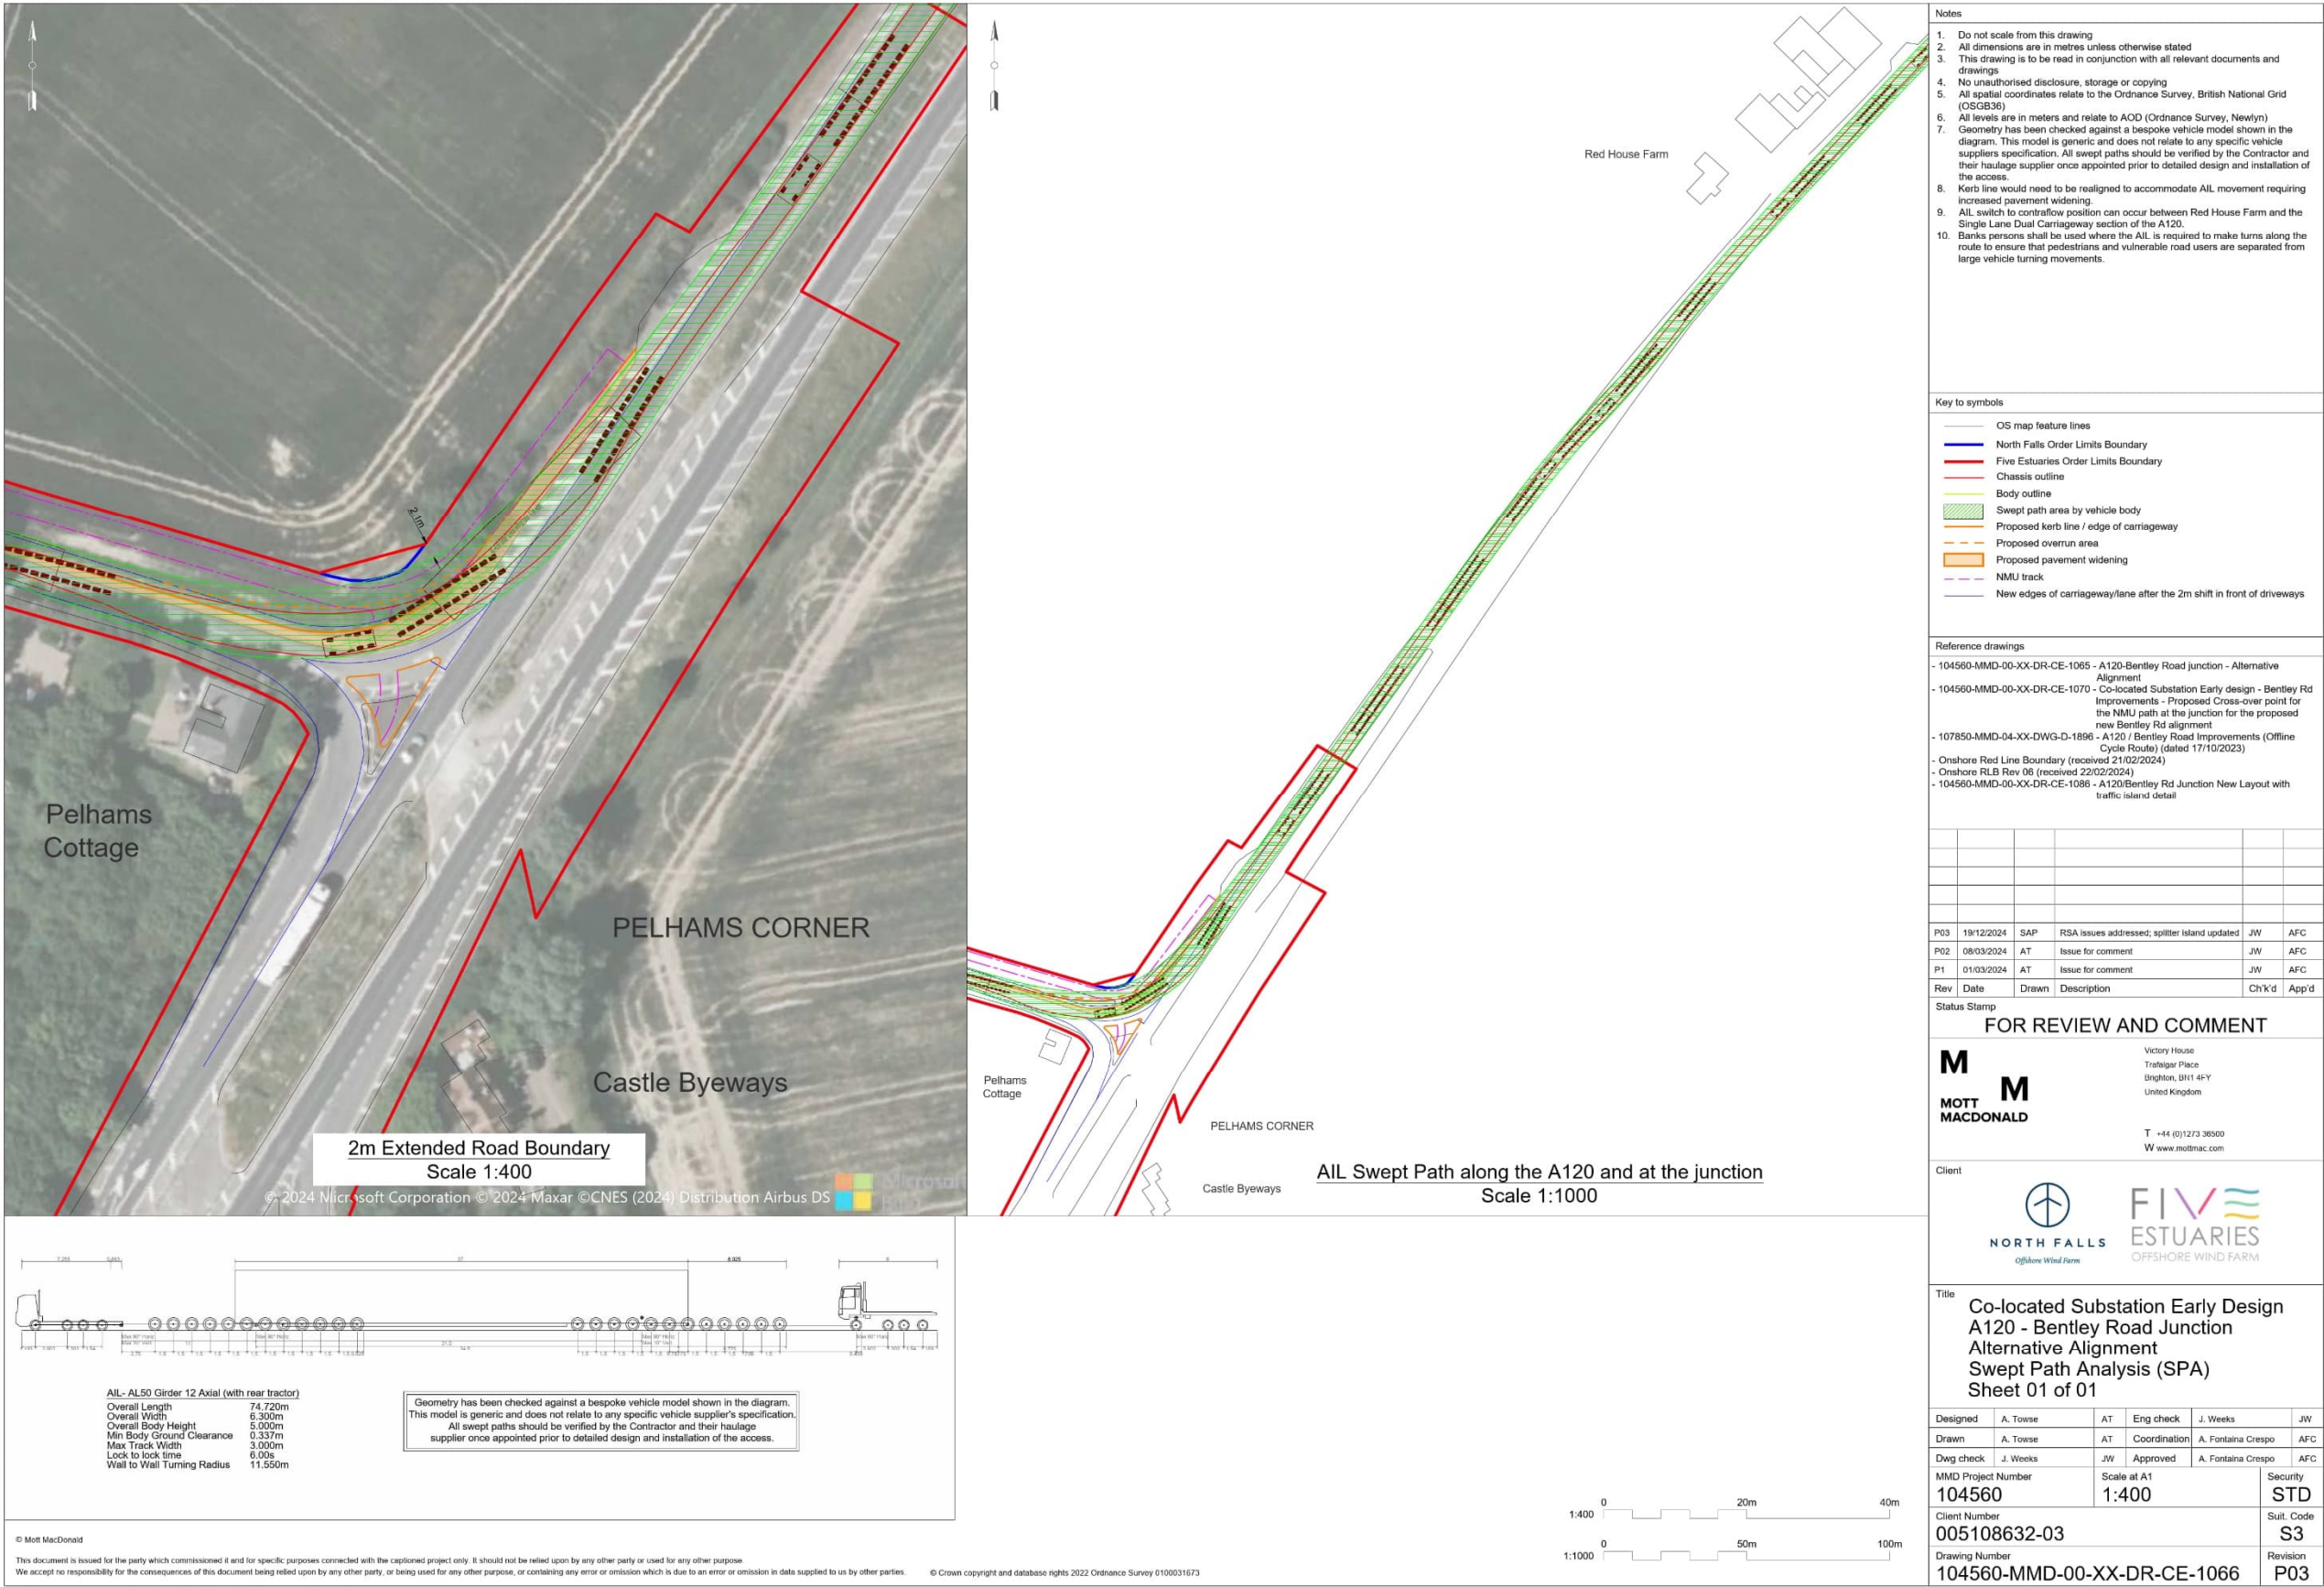 2.1m
Pelhams
Cottage
PELHAMS CORNER
Castle Byeways
2m Extended Road Boundary
Scale 1:400
© 2024 Microsoft Corporation © 2024 Maxar ©CNES (2024) Distribution Airbus DS
Red House Farm
Pelhams
Cottage
PELHAMS CORNER
Castle Byeways
AIL Swept Path along the A120 and at the junction
Scale 1:1000
AIL- AL50 Girder 12 Axial (with rear tractor)
Overall Length 74.720m
Overall Width 6.300m
Overall Body Height 5.000m
Min Body Ground Clearance 0.337m
Max Track Width 3.000m
Lock to lock time 6.00s
Wall to Wall Turning Radius 11.550m
Geometry has been checked against a bespoke vehicle model shown in the diagram.
This model is generic and does not relate to any specific vehicle supplier's specification.
All swept paths should be verified by the Contractor and their haulage
supplier once appointed prior to detailed design and installation of the access.
0 20m 40m
1:400
0 50m 100m
1:1000
© Mott MacDonald
This document is issued for the party which commissioned it and for specific purposes connected with the captioned project only. It should not be relied upon by any other party or used for any other purpose.
We accept no responsibility for the consequences of this document being relied upon by any other party, or being used for any other purpose, or containing any error or omission which is due to an error or omission in data supplied to us by other parties.
© Crown copyright and database rights 2022 Ordnance Survey 0100031673
Notes
1. Do not scale from this drawing
2. All dimensions are in metres unless otherwise stated
3. This drawing is to be read in conjunction with all relevant documents and
drawings
4. No unauthorised disclosure, storage or copying
5. All spatial coordinates relate to the Ordnance Survey, British National Grid
(OSGB36)
6. All levels are in meters and relate to AOD (Ordnance Survey, Newlyn)
7. Geometry has been checked against a bespoke vehicle model shown in the
diagram. This model is generic and does not relate to any specific vehicle
suppliers specification. All swept paths should be verified by the Contractor and
their haulage supplier once appointed prior to detailed design and installation of
the access.
8. Kerb line would need to be realigned to accommodate AIL movement requiring
increased pavement widening.
9. AIL switch to contraflow position can occur between Red House Farm and the
Single Lane Dual Carriageway section of the A120.
10. Banks persons shall be used where the AIL is required to make turns along the
route to ensure that pedestrians and vulnerable road users are separated from
large vehicle turning movements.
Key to symbols
OS map feature lines
North Falls Order Limits Boundary
Five Estuaries Order Limits Boundary
Chassis outline
Body outline
Swept path area by vehicle body
Proposed kerb line / edge of carriageway
Proposed overrun area
Proposed pavement widening
NMU track
New edges of carriageway/lane after the 2m shift in front of driveways
Reference drawings
- 104560-MMD-00-XX-DR-CE-1065 - A120-Bentley Road junction - Alternative
Alignment
- 104560-MMD-00-XX-DR-CE-1070 - Co-located Substation Early design - Bentley Rd
Improvements - Proposed Cross-over point for
the NMU path at the junction for the proposed
new Bentley Rd alignment
- 107850-MMD-04-XX-DWG-D-1896 - A120 / Bentley Road Improvements (Offline
Cycle Route) (dated 17/10/2023)
- Onshore Red Line Boundary (received 21/02/2024)
- Onshore RLB Rev 06 (received 22/02/2024)
- 104560-MMD-00-XX-DR-CE-1086 - A120/Bentley Rd Junction New Layout with
traffic island detail
P03 19/12/2024 SAP RSA issues addressed; splitter island updated JW AFC
P02 08/03/2024 AT Issue for comment JW AFC
P1 01/03/2024 AT Issue for comment JW AFC
Rev Date Drawn Description Ch'k'd App'd
Status Stamp
FOR REVIEW AND COMMENT
M
M
MOTT
MACDONALD
Victory House
Trafalgar Place
Brighton, BN1 4FY
United Kingdom
T +44 (0)1273 36500
W www.mottmac.com
Client
NORTH FALLS
Offshore Wind Farm
FIVE
ESTUARIES
OFFSHORE WIND FARM
Title
Co-located Substation Early Design
A120 - Bentley Road Junction
Alternative Alignment
Swept Path Analysis (SPA)
Sheet 01 of 01
Designed A. Towse AT Eng check J. Weeks JW
Drawn A. Towse AT Coordination A. Fontaina Crespo AFC
Dwg check J. Weeks JW Approved A. Fontaina Crespo AFC
MMD Project Number Scale at A1 Security
104560 1:400 STD
Client Number Suit. Code
005108632-03 S3
Drawing Number Revision
104560-MMD-00-XX-DR-CE-1066 P03